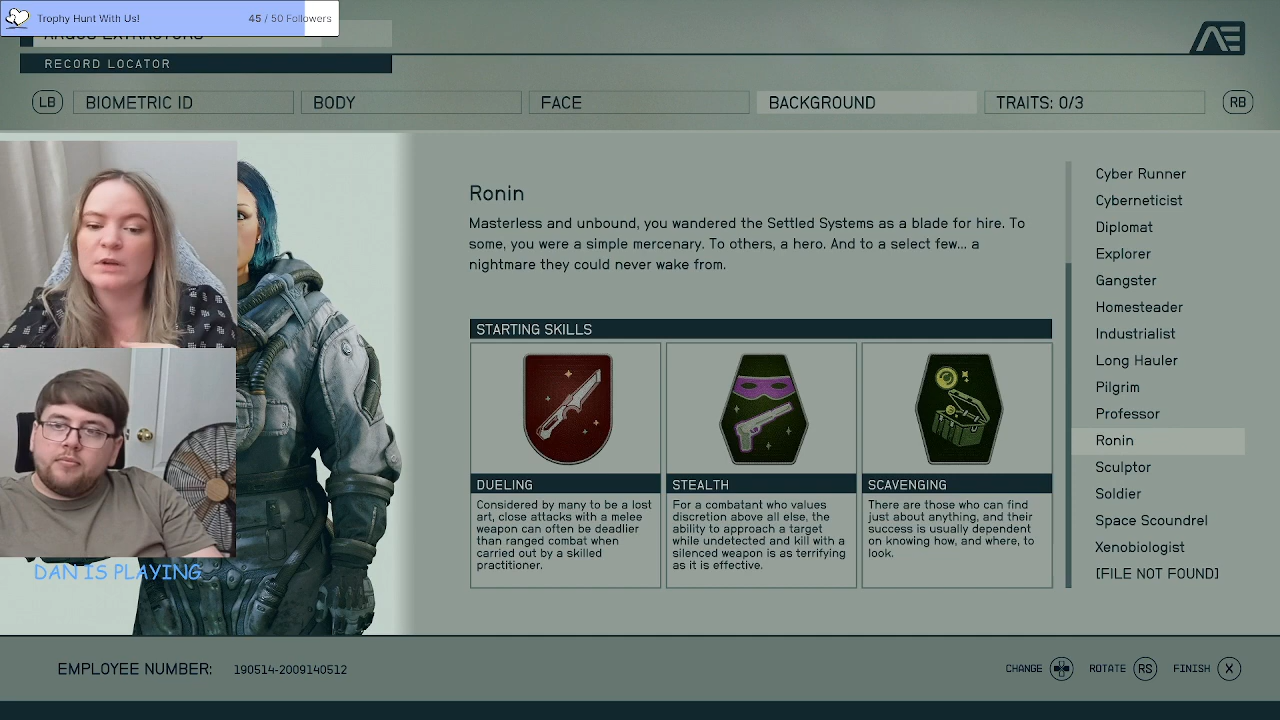 Trophy Hunt With Us!
45 / 50 Followers
ARGOS EXTRACTORS
RECORD LOCATOR
AE
LB
BIOMETRIC ID
BODY
FACE
BACKGROUND
TRAITS: 0/3
RB
Ronin
Masterless and unbound, you wandered the Settled Systems as a blade for hire. To
some, you were a simple mercenary. To others, a hero. And to a select few... a
nightmare they could never wake from.
STARTING SKILLS
DUELING
Considered by many to be a lost
art, close attacks with a melee
weapon can often be deadlier
than ranged combat when
carried out by a skilled
practitioner.
STEALTH
For a combatant who values
discretion above all else, the
ability to approach a target
while undetected and kill with a
silenced weapon is as terrifying
as it is effective.
SCAVENGING
There are those who can find
just about anything, and their
success is usually dependent
on knowing how, and where, to
look.
Cyber Runner
Cyberneticist
Diplomat
Explorer
Gangster
Homesteader
Industrialist
Long Hauler
Pilgrim
Professor
Ronin
Sculptor
Soldier
Space Scoundrel
Xenobiologist
[FILE NOT FOUND]
DAN IS PLAYING
EMPLOYEE NUMBER: 190514-2009140512
CHANGE
ROTATE RS
FINISH X